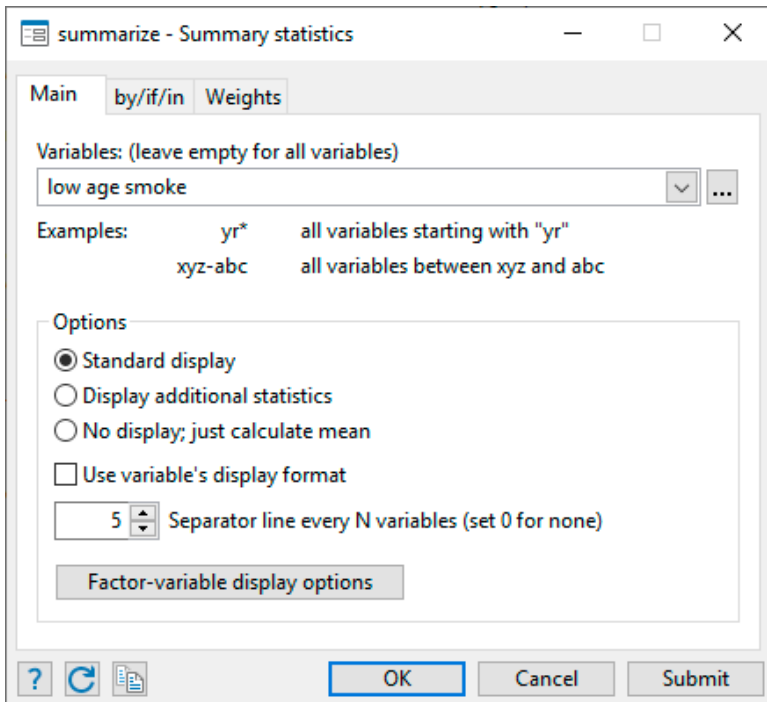 summarize - Summary statistics
Main by/if/in Weights
Variables: (leave empty for all variables)
low age smoke ...
Examples: yr* all variables starting with "yr"
xyz-abc all variables between xyz and abc
Options
Standard display
Display additional statistics
No display; just calculate mean
Use variable's display format
5 Separator line every N variables (set 0 for none)
Factor-variable display options
? OK Cancel Submit